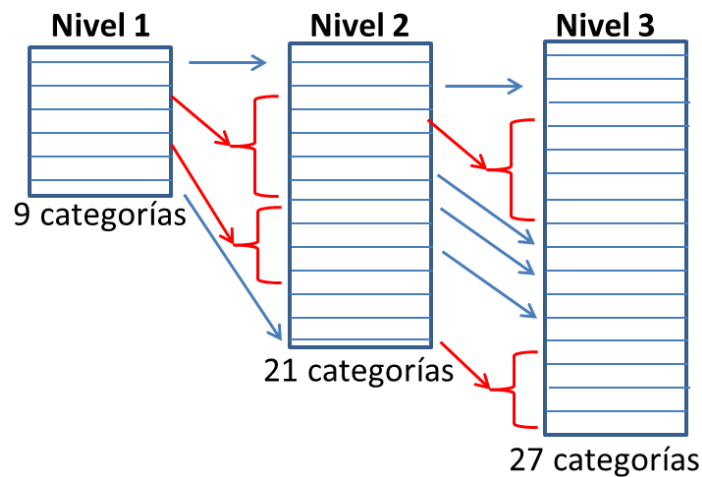 Nivel 1
Nivel 2
Nivel 3
9 categorías
21 categorías
27 categorías